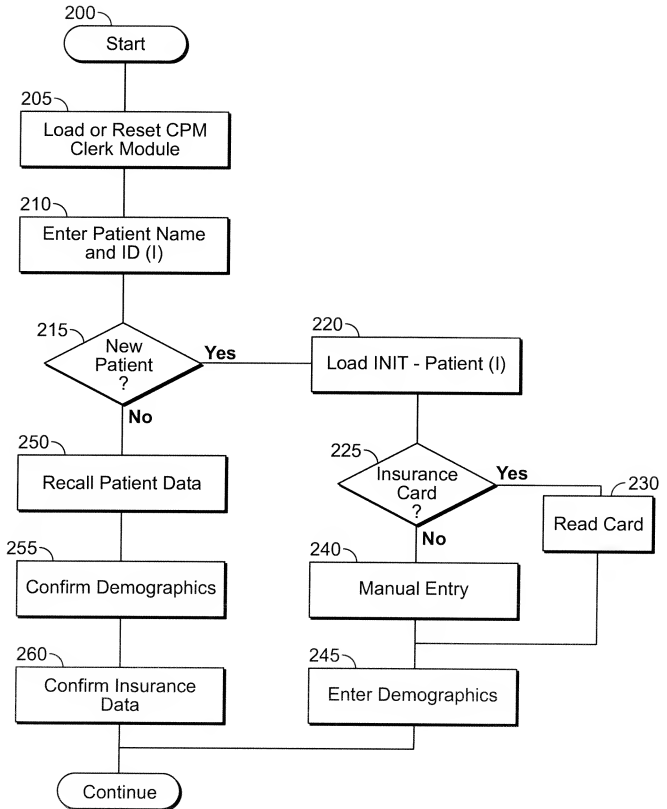 200
Start
205
Load or Reset CPM
Clerk Module
210
Enter Patient Name
and ID (I)
215
New
Patient
?
Yes
No
220
Load INIT - Patient (I)
225
Insurance
Card
?
Yes
No
230
Read Card
240
Manual Entry
245
Enter Demographics
250
Recall Patient Data
255
Confirm Demographics
260
Confirm Insurance
Data
Continue